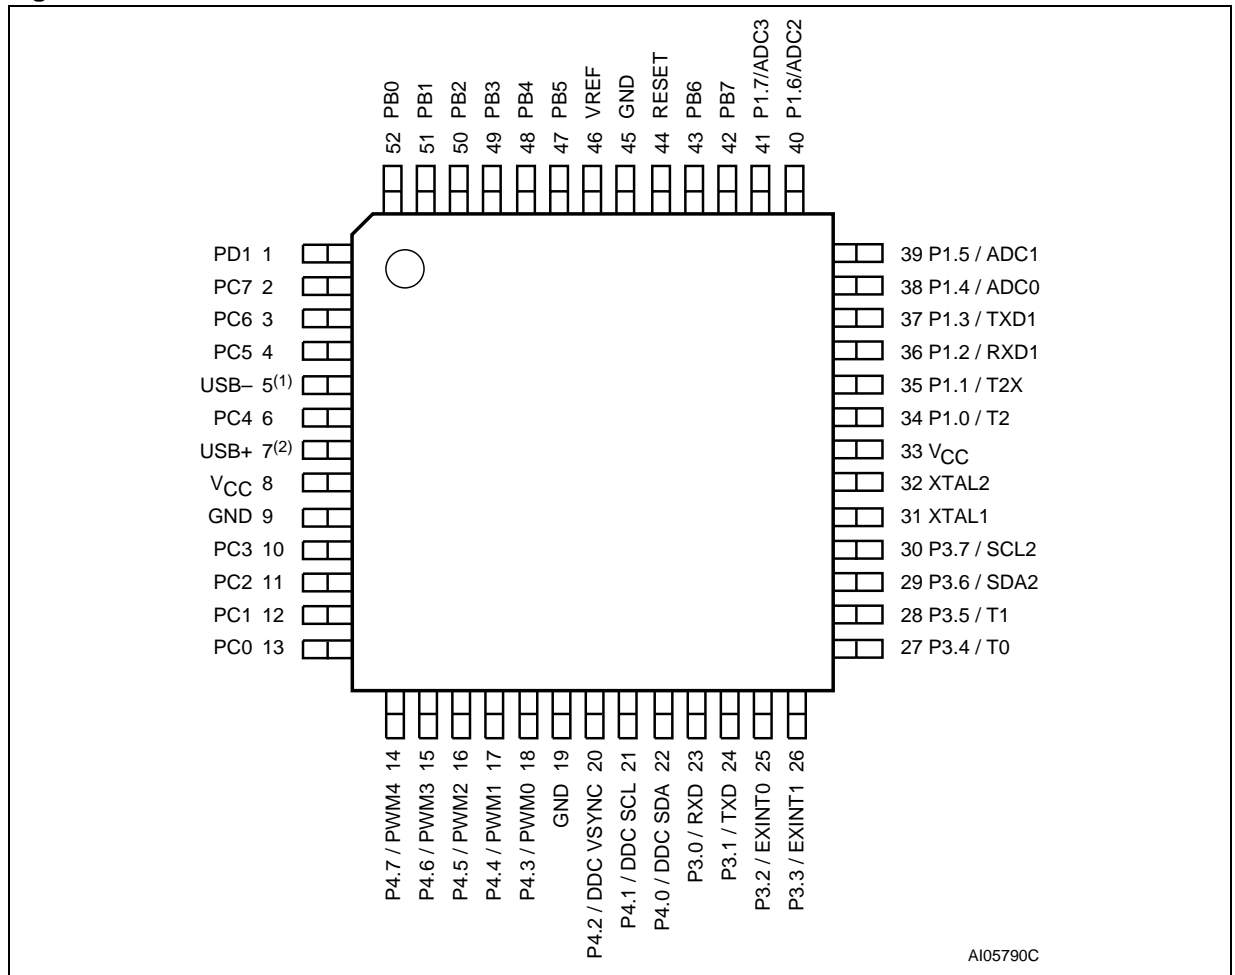 52 PB0
51 PB1
50 PB2
49 PB3
48 PB4
47 PB5
46 VREF
45 GND
44 RESET
43 PB6
42 PB7
41 P1.7/ADC3
40 P1.6/ADC2
PD1 1
PC7 2
PC6 3
PC5 4
USB– 5(1)
PC4 6
USB+ 7(2)
VCC 8
GND 9
PC3 10
PC2 11
PC1 12
PC0 13
39 P1.5 / ADC1
38 P1.4 / ADC0
37 P1.3 / TXD1
36 P1.2 / RXD1
35 P1.1 / T2X
34 P1.0 / T2
33 VCC
32 XTAL2
31 XTAL1
30 P3.7 / SCL2
29 P3.6 / SDA2
28 P3.5 / T1
27 P3.4 / T0
P4.7 / PWM4 14
P4.6 / PWM3 15
P4.5 / PWM2 16
P4.4 / PWM1 17
P4.3 / PWM0 18
GND 19
P4.2 / DDC VSYNC 20
P4.1 / DDC SCL 21
P4.0 / DDC SDA 22
P3.0 / RXD 23
P3.1 / TXD 24
P3.2 / EXINT0 25
P3.3 / EXINT1 26
AI05790C